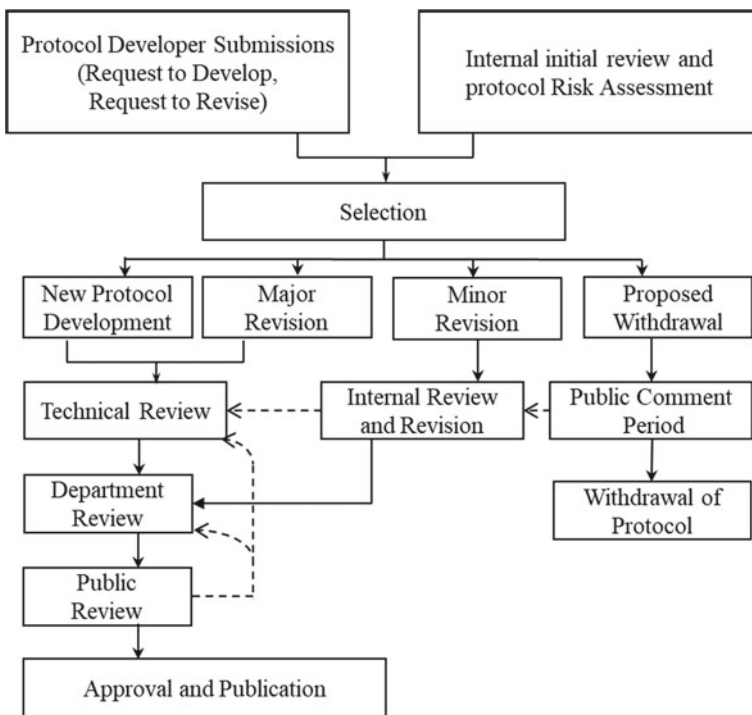 Protocol Developer Submissions
(Request to Develop,
Request to Revise)
Internal initial review and
protocol Risk Assessment
Selection
New Protocol
Development
Major
Revision
Minor
Revision
Proposed
Withdrawal
Technical Review
Internal Review
and Revision
Public Comment
Period
Department
Review
Withdrawal of
Protocol
Public
Review
Approval and Publication